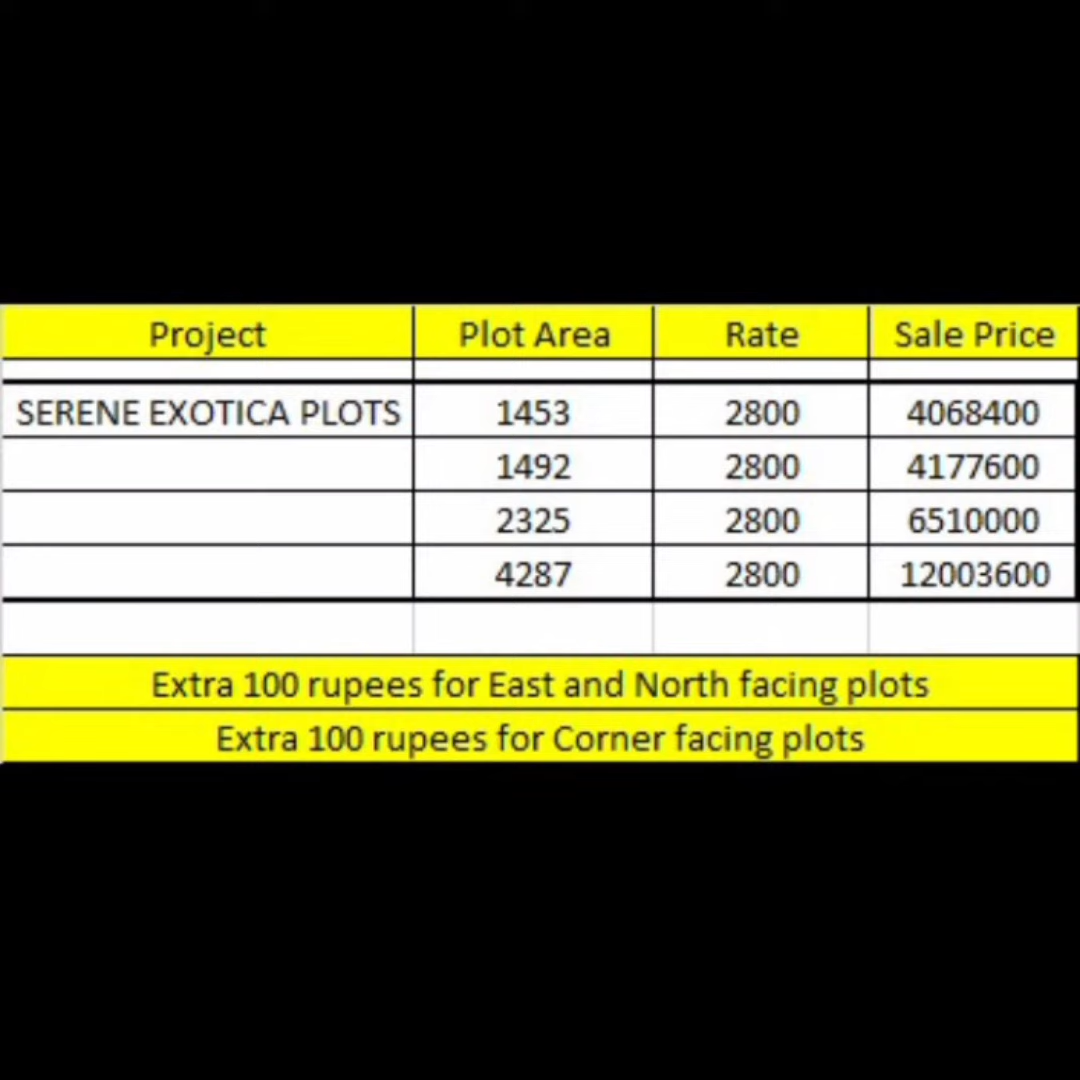 Project Plot Area Rate Sale Price
SERENE EXOTICA PLOTS 1453 2800 4068400
1492 2800 4177600
2325 2800 6510000
4287 2800 12003600
Extra 100 rupees for East and North facing plots
Extra 100 rupees for Corner facing plots